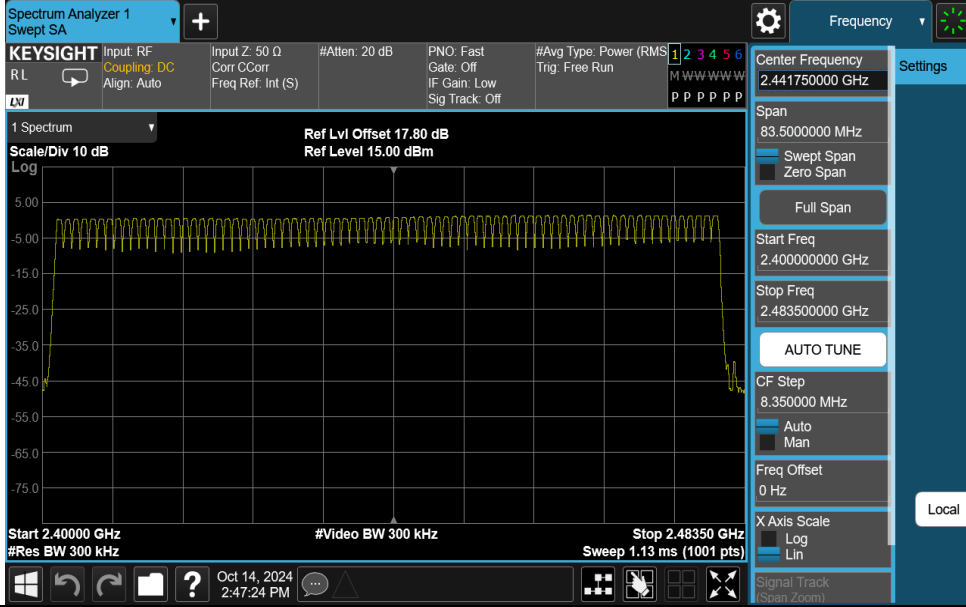 Spectrum Analyzer 1
Swept SA
+
Frequency
KEYSIGHT
R L
LXI
Input: RF
Coupling: DC
Align: Auto
Input Z: 50 Ω
Corr CCorr
Freq Ref: Int (S)
#Atten: 20 dB
PNO: Fast
Gate: Off
IF Gain: Low
Sig Track: Off
#Avg Type: Power (RMS
Trig: Free Run
1 2 3 4 5 6
M W W W W W
P P P P P P
1 Spectrum
Scale/Div 10 dB
Log
Ref Lvl Offset 17.80 dB
Ref Level 15.00 dBm
5.00
-5.00
-15.0
-25.0
-35.0
-45.0
-55.0
-65.0
-75.0
Start 2.40000 GHz
#Res BW 300 kHz
#Video BW 300 kHz
Stop 2.48350 GHz
Sweep 1.13 ms (1001 pts)
Center Frequency
2.441750000 GHz
Settings
Span
83.5000000 MHz
Swept Span
Zero Span
Full Span
Start Freq
2.400000000 GHz
Stop Freq
2.483500000 GHz
AUTO TUNE
CF Step
8.350000 MHz
Auto
Man
Freq Offset
0 Hz
X Axis Scale
Log
Lin
Signal Track
(Span Zoom)
Local
?
Oct 14, 2024
2:47:24 PM